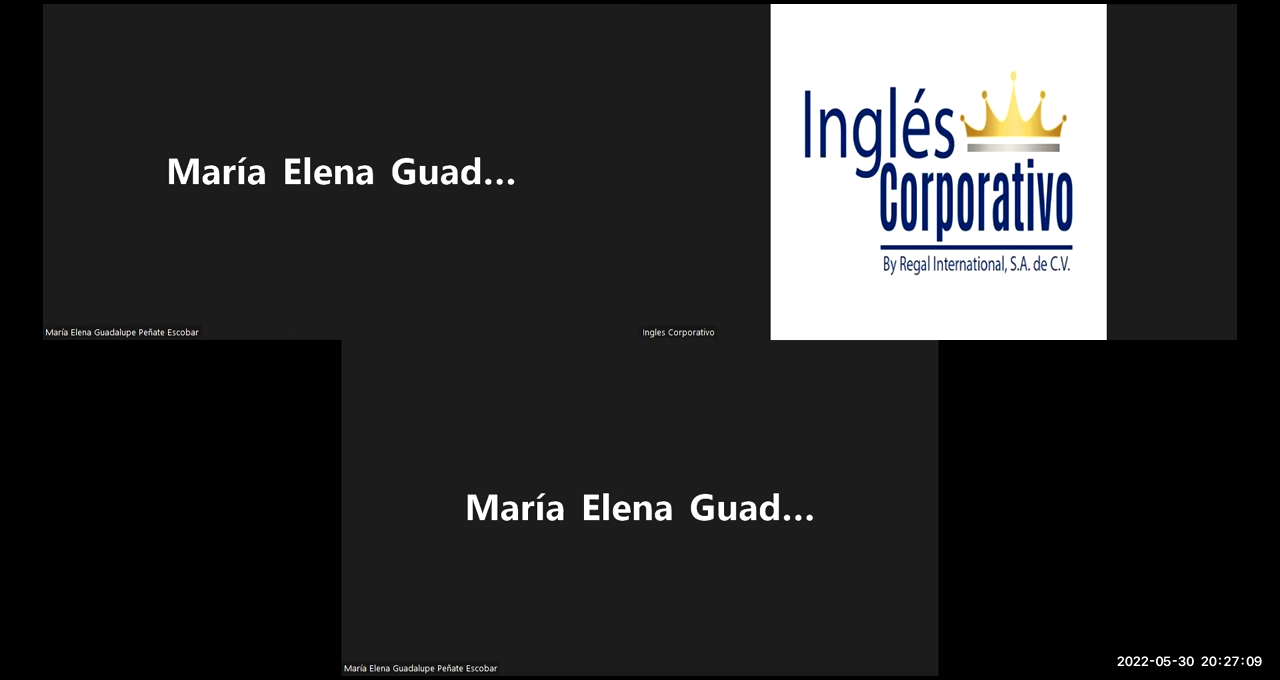 María Elena Guad...
María Elena Guadalupe Peñate Escobar
Inglés
Corporativo
By Regal International, S.A. de C.V.
Ingles Corporativo
María Elena Guad...
María Elena Guadalupe Peñate Escobar
2022-05-30 20:27:09